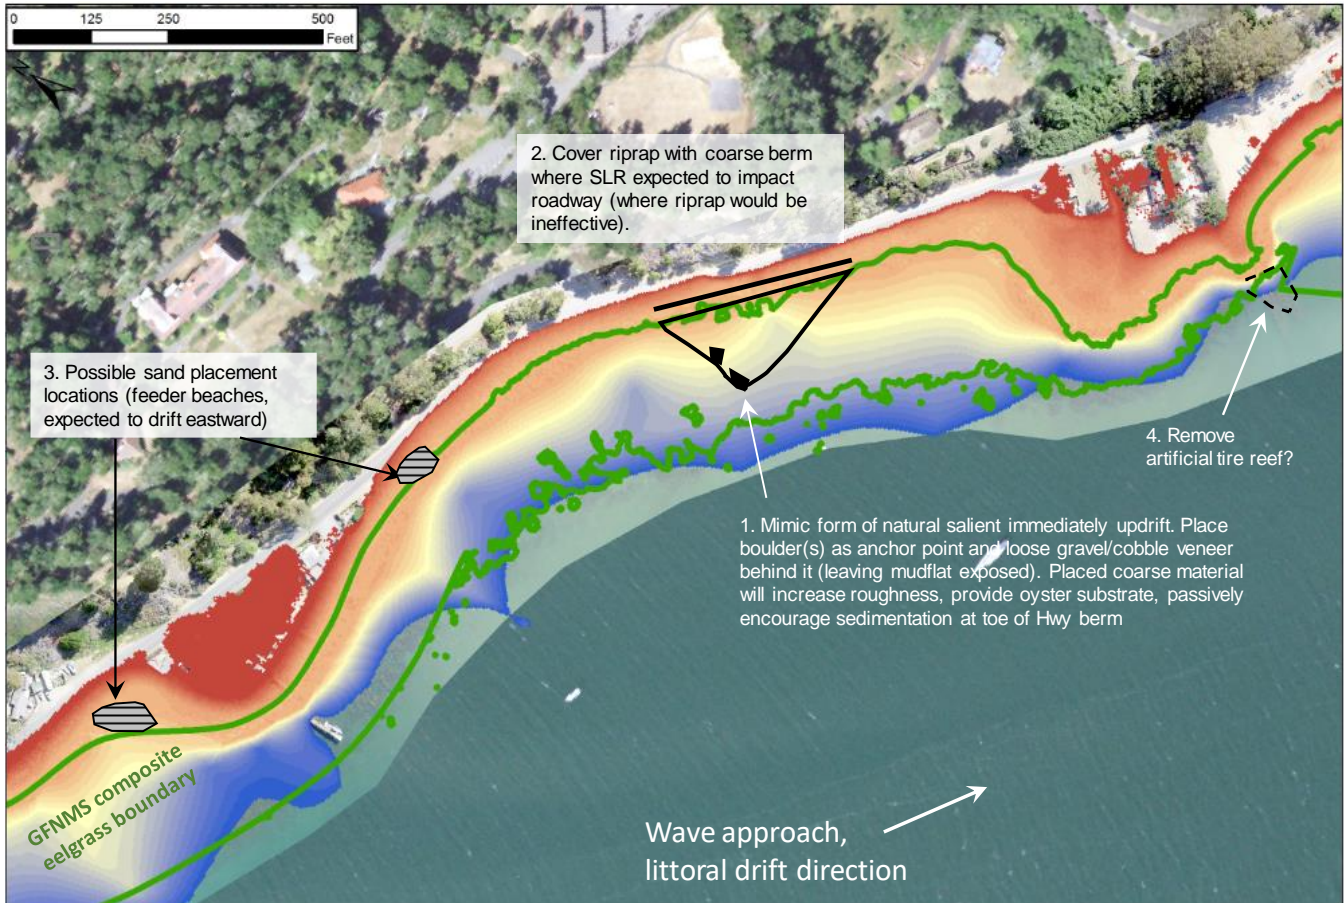 0 125 250 500
Feet
2. Cover riprap with coarse berm
where SLR expected to impact
roadway (where riprap would be
ineffective).
3. Possible sand placement
locations (feeder beaches,
expected to drift eastward)
4. Remove
artificial tire reef?
1. Mimic form of natural salient immediately updrift. Place
boulder(s) as anchor point and loose gravel/cobble veneer
behind it (leaving mudflat exposed). Placed coarse material
will increase roughness, provide oyster substrate, passively
encourage sedimentation at toe of Hwy berm
GFNMS composite
eelgrass boundary
Wave approach,
littoral drift direction